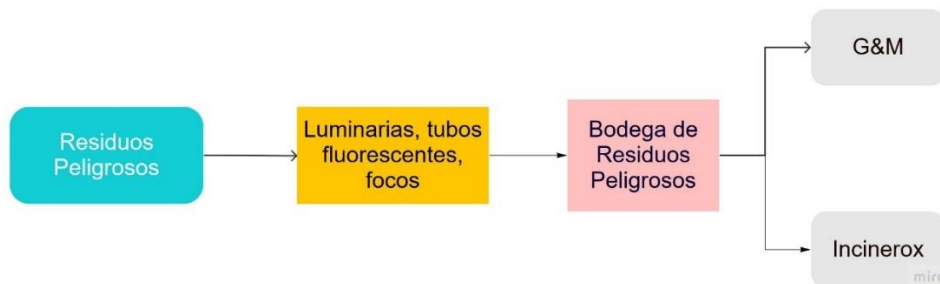 G&M
Residuos
Peligrosos
Luminarias, tubos
fluorescentes,
focos
Bodega de
Residuos
Peligrosos
Incinerox